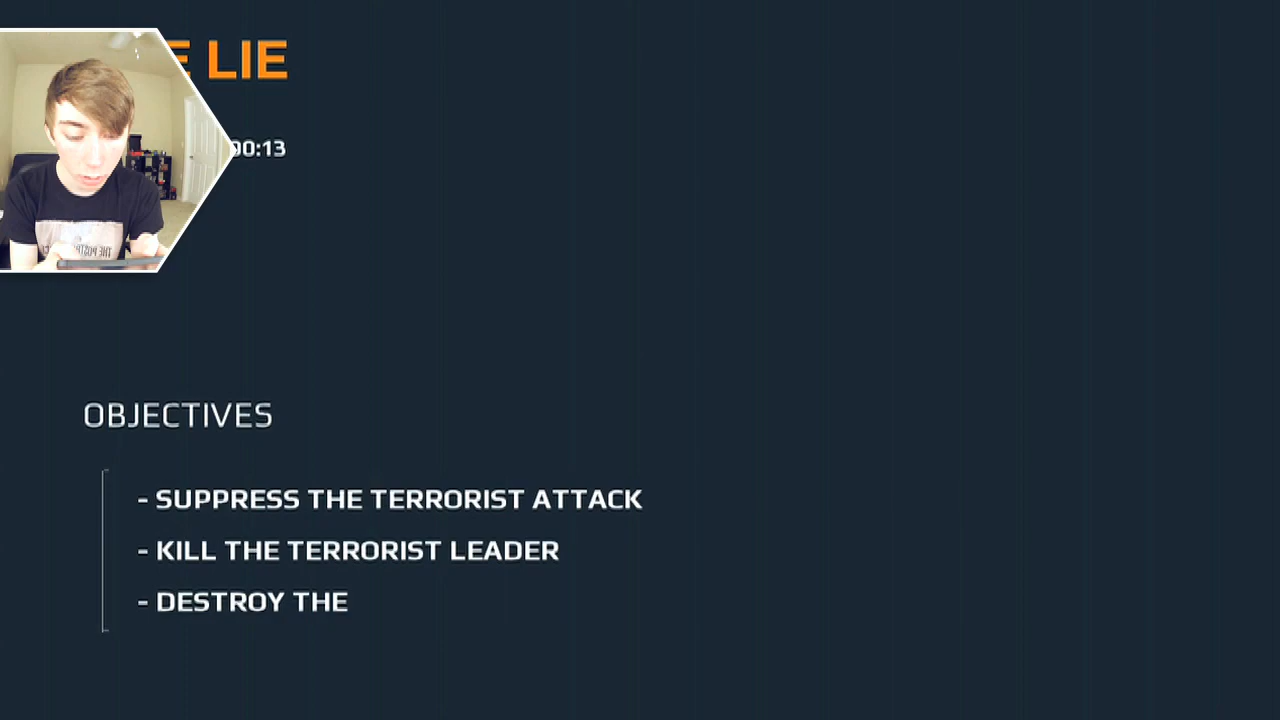 E LIE
00:13
OBJECTIVES
- SUPPRESS THE TERRORIST ATTACK
- KILL THE TERRORIST LEADER
- DESTROY THE